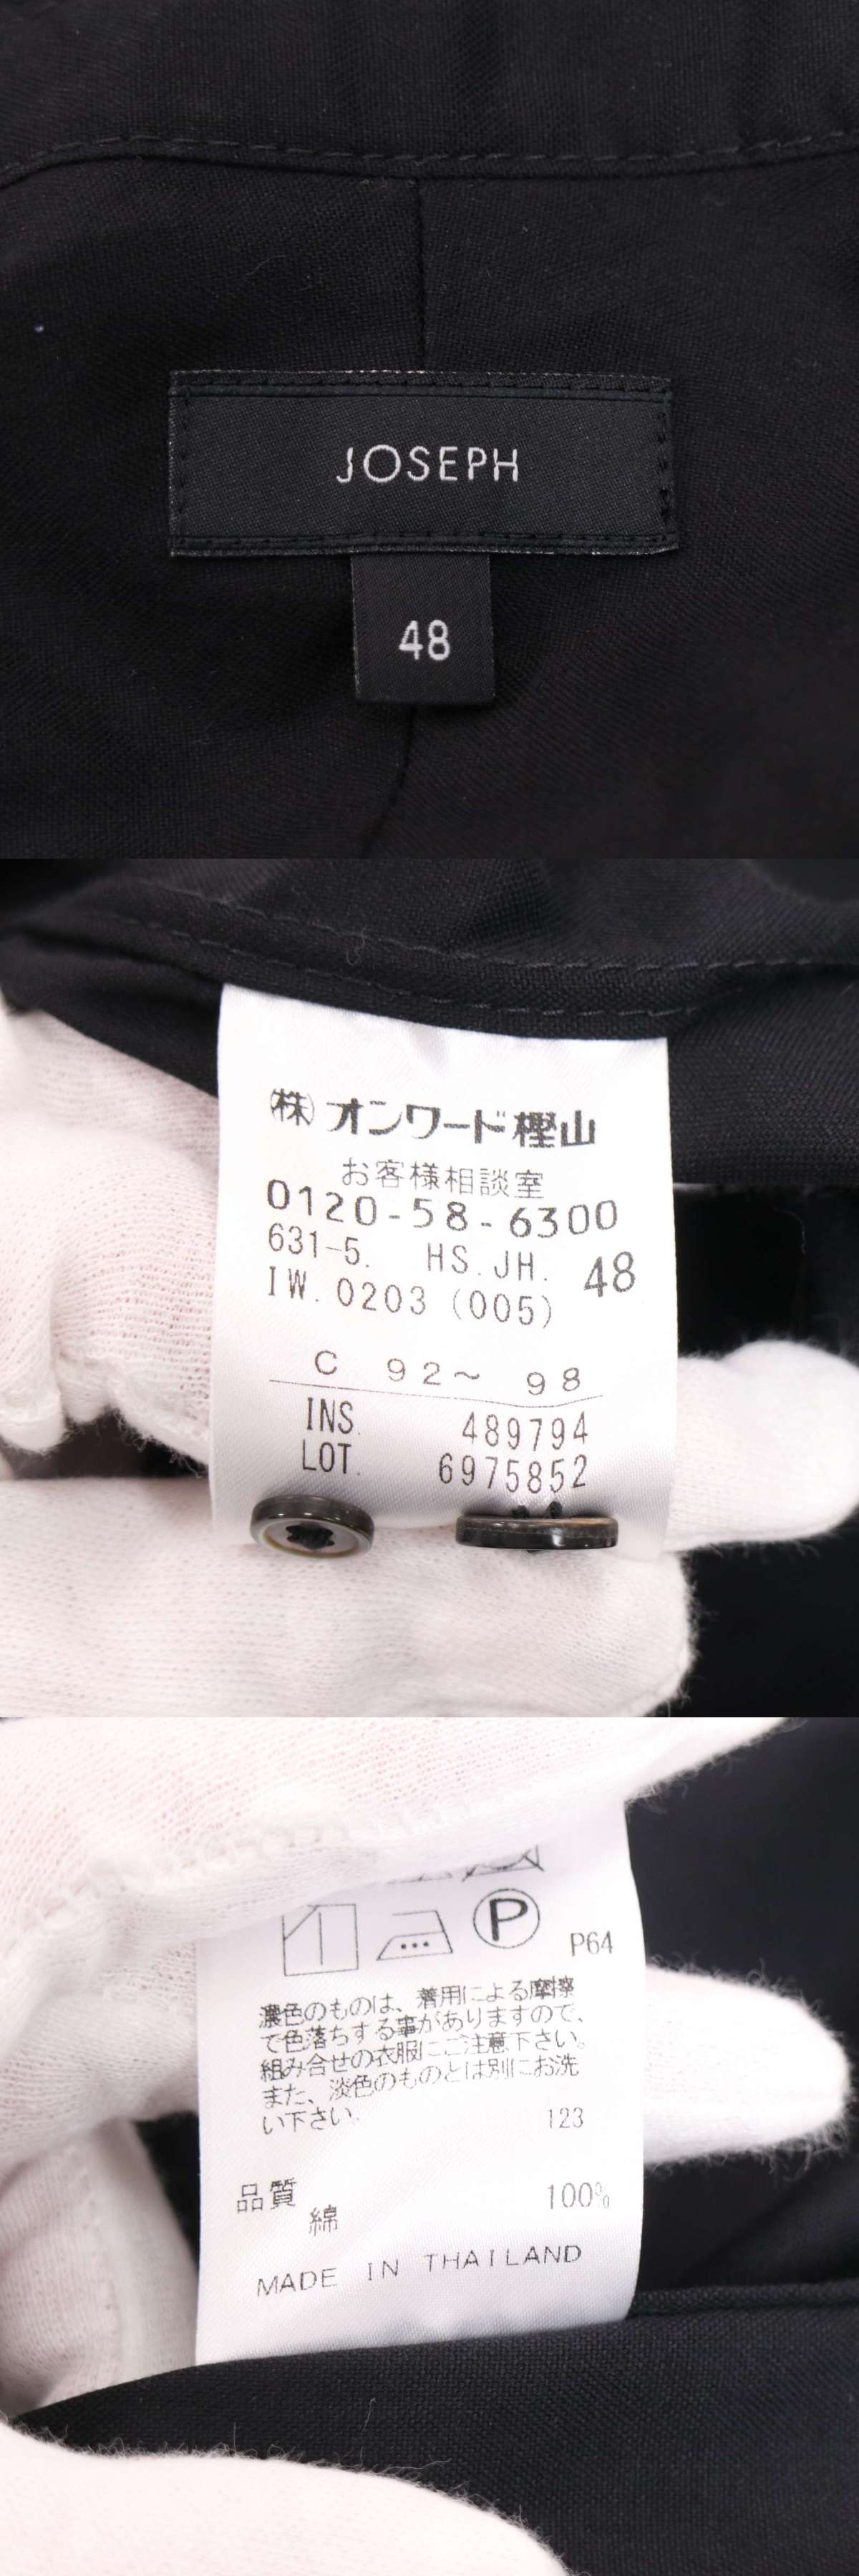 JOSEPH
48
㈱オンワード樫山
お客様相談室
0120-58-6300
631-5. HS.JH. 48
IW.0203 (005)
C 92～ 98
INS. 489794
LOT. 6975852
P
P64
濃色のものは、着用による摩擦
で色落ちする事がありますので、
組み合せの衣服にご注意下さい。
また、淡色のものとは別にお洗
い下さい。 123
品質
綿 100%
MADE IN THAILAND